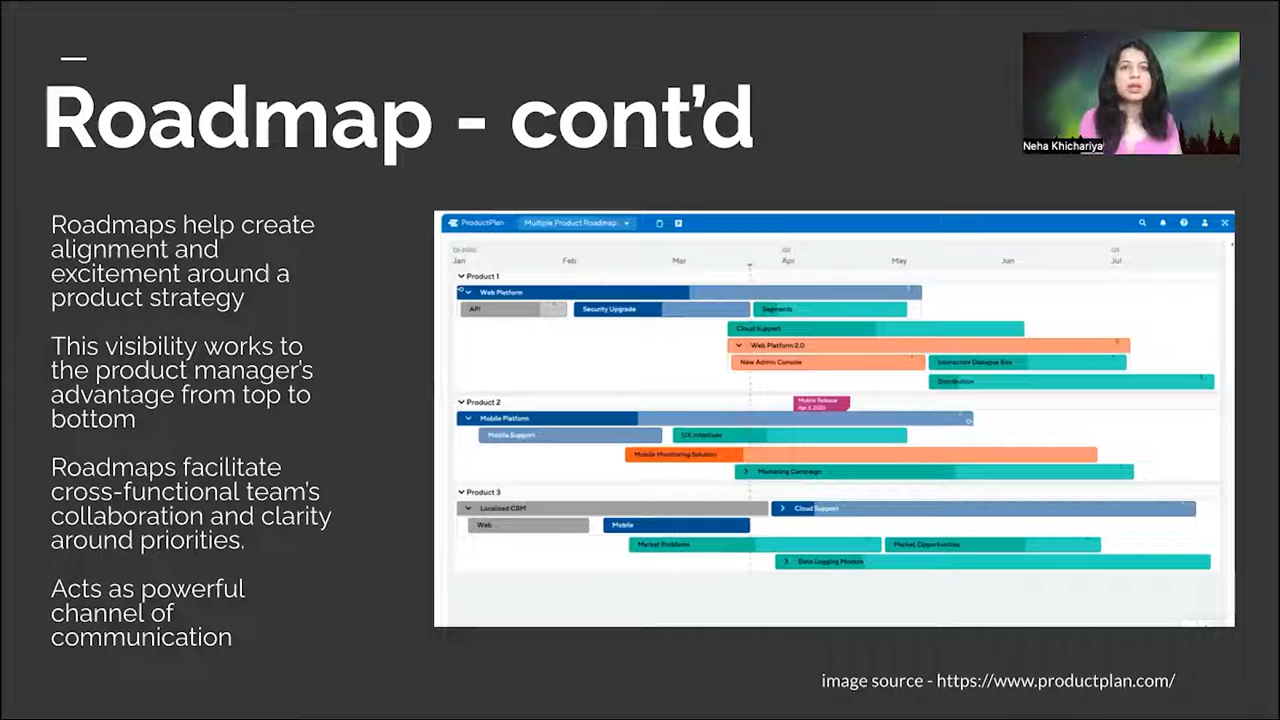 Roadmap - cont'd
Neha Khichariya
Roadmaps help create
alignment and
excitement around a
product strategy
This visibility works to
the product manager's
advantage from top to
bottom
Roadmaps facilitate
cross-functional team's
collaboration and clarity
around priorities.
Acts as powerful
channel of
communication
ProductPlan
Multiple Product Roadmap
Jan Feb Mar Apr May Jun Jul
Product 1
Web Platform
API Security Upgrade Segments
Cloud Support
Web Platform 2.0
New Admin Console Interactive Dialogue Box
Distribution
Product 2
Mobile Release
Apr 3, 2020
Mobile Platform
Mobile Support UX Initiatives
Mobile Monitoring Solution
Marketing Campaign
Product 3
Localized CRM Cloud Support
Web Mobile
Market Problems Market Opportunities
Data Logging Module
image source - https://www.productplan.com/